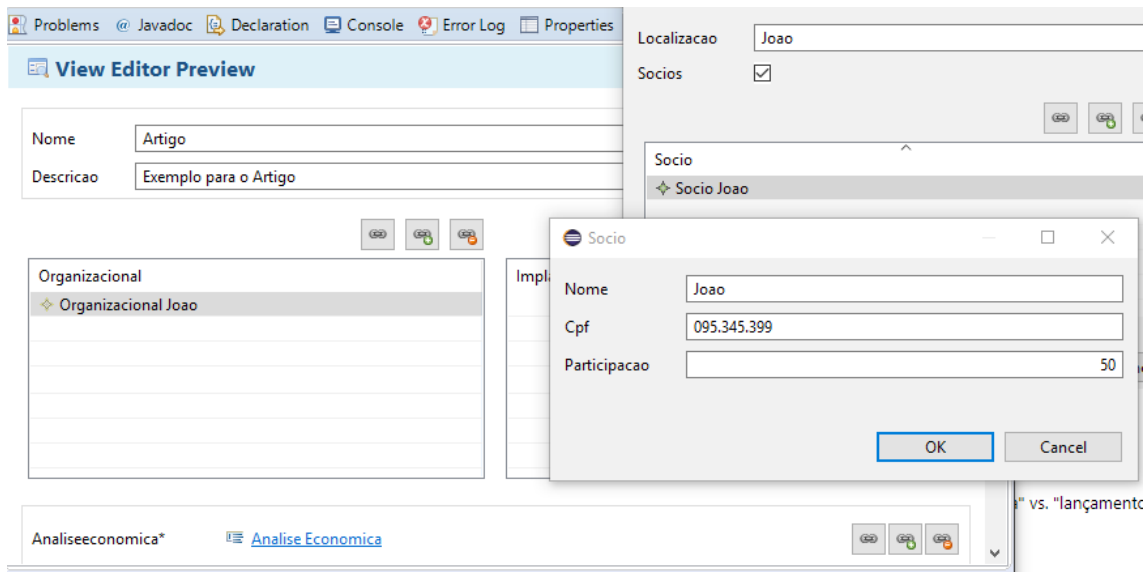 Problems @ Javadoc Declaration Console Error Log Properties
View Editor Preview
Nome Artigo
Descricao Exemplo para o Artigo
Organizacional
Organizacional Joao
Analiseeconomica* Analise Economica
Localizacao Joao
Socios
Socio
Socio Joao
Socio
Nome Joao
Cpf 095.345.399
Participacao 50
OK Cancel
" vs. "lançamento